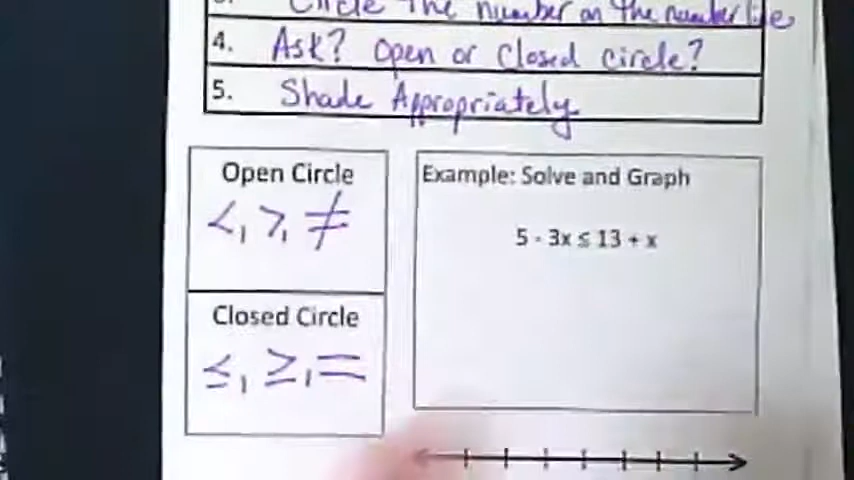 3. Circle the number on the number line
4. Ask? Open or Closed circle?
5. Shade Appropriately
Open Circle
<, >, ≠
Closed Circle
≤, ≥, =
Example: Solve and Graph
5 - 3x ≤ 13 + x